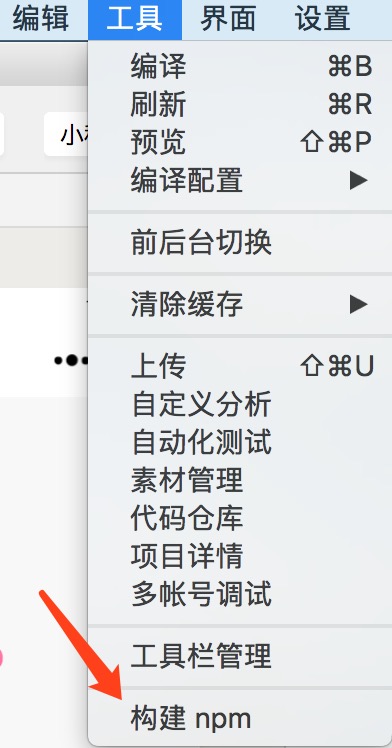 编辑 工具 界面 设置
小
编译 ⌘B
刷新 ⌘R
预览 ⇧⌘P
编译配置 ▶
前后台切换
清除缓存 ▶
上传 ⇧⌘U
自定义分析
自动化测试
素材管理
代码仓库
项目详情
多帐号调试
工具栏管理
构建 npm